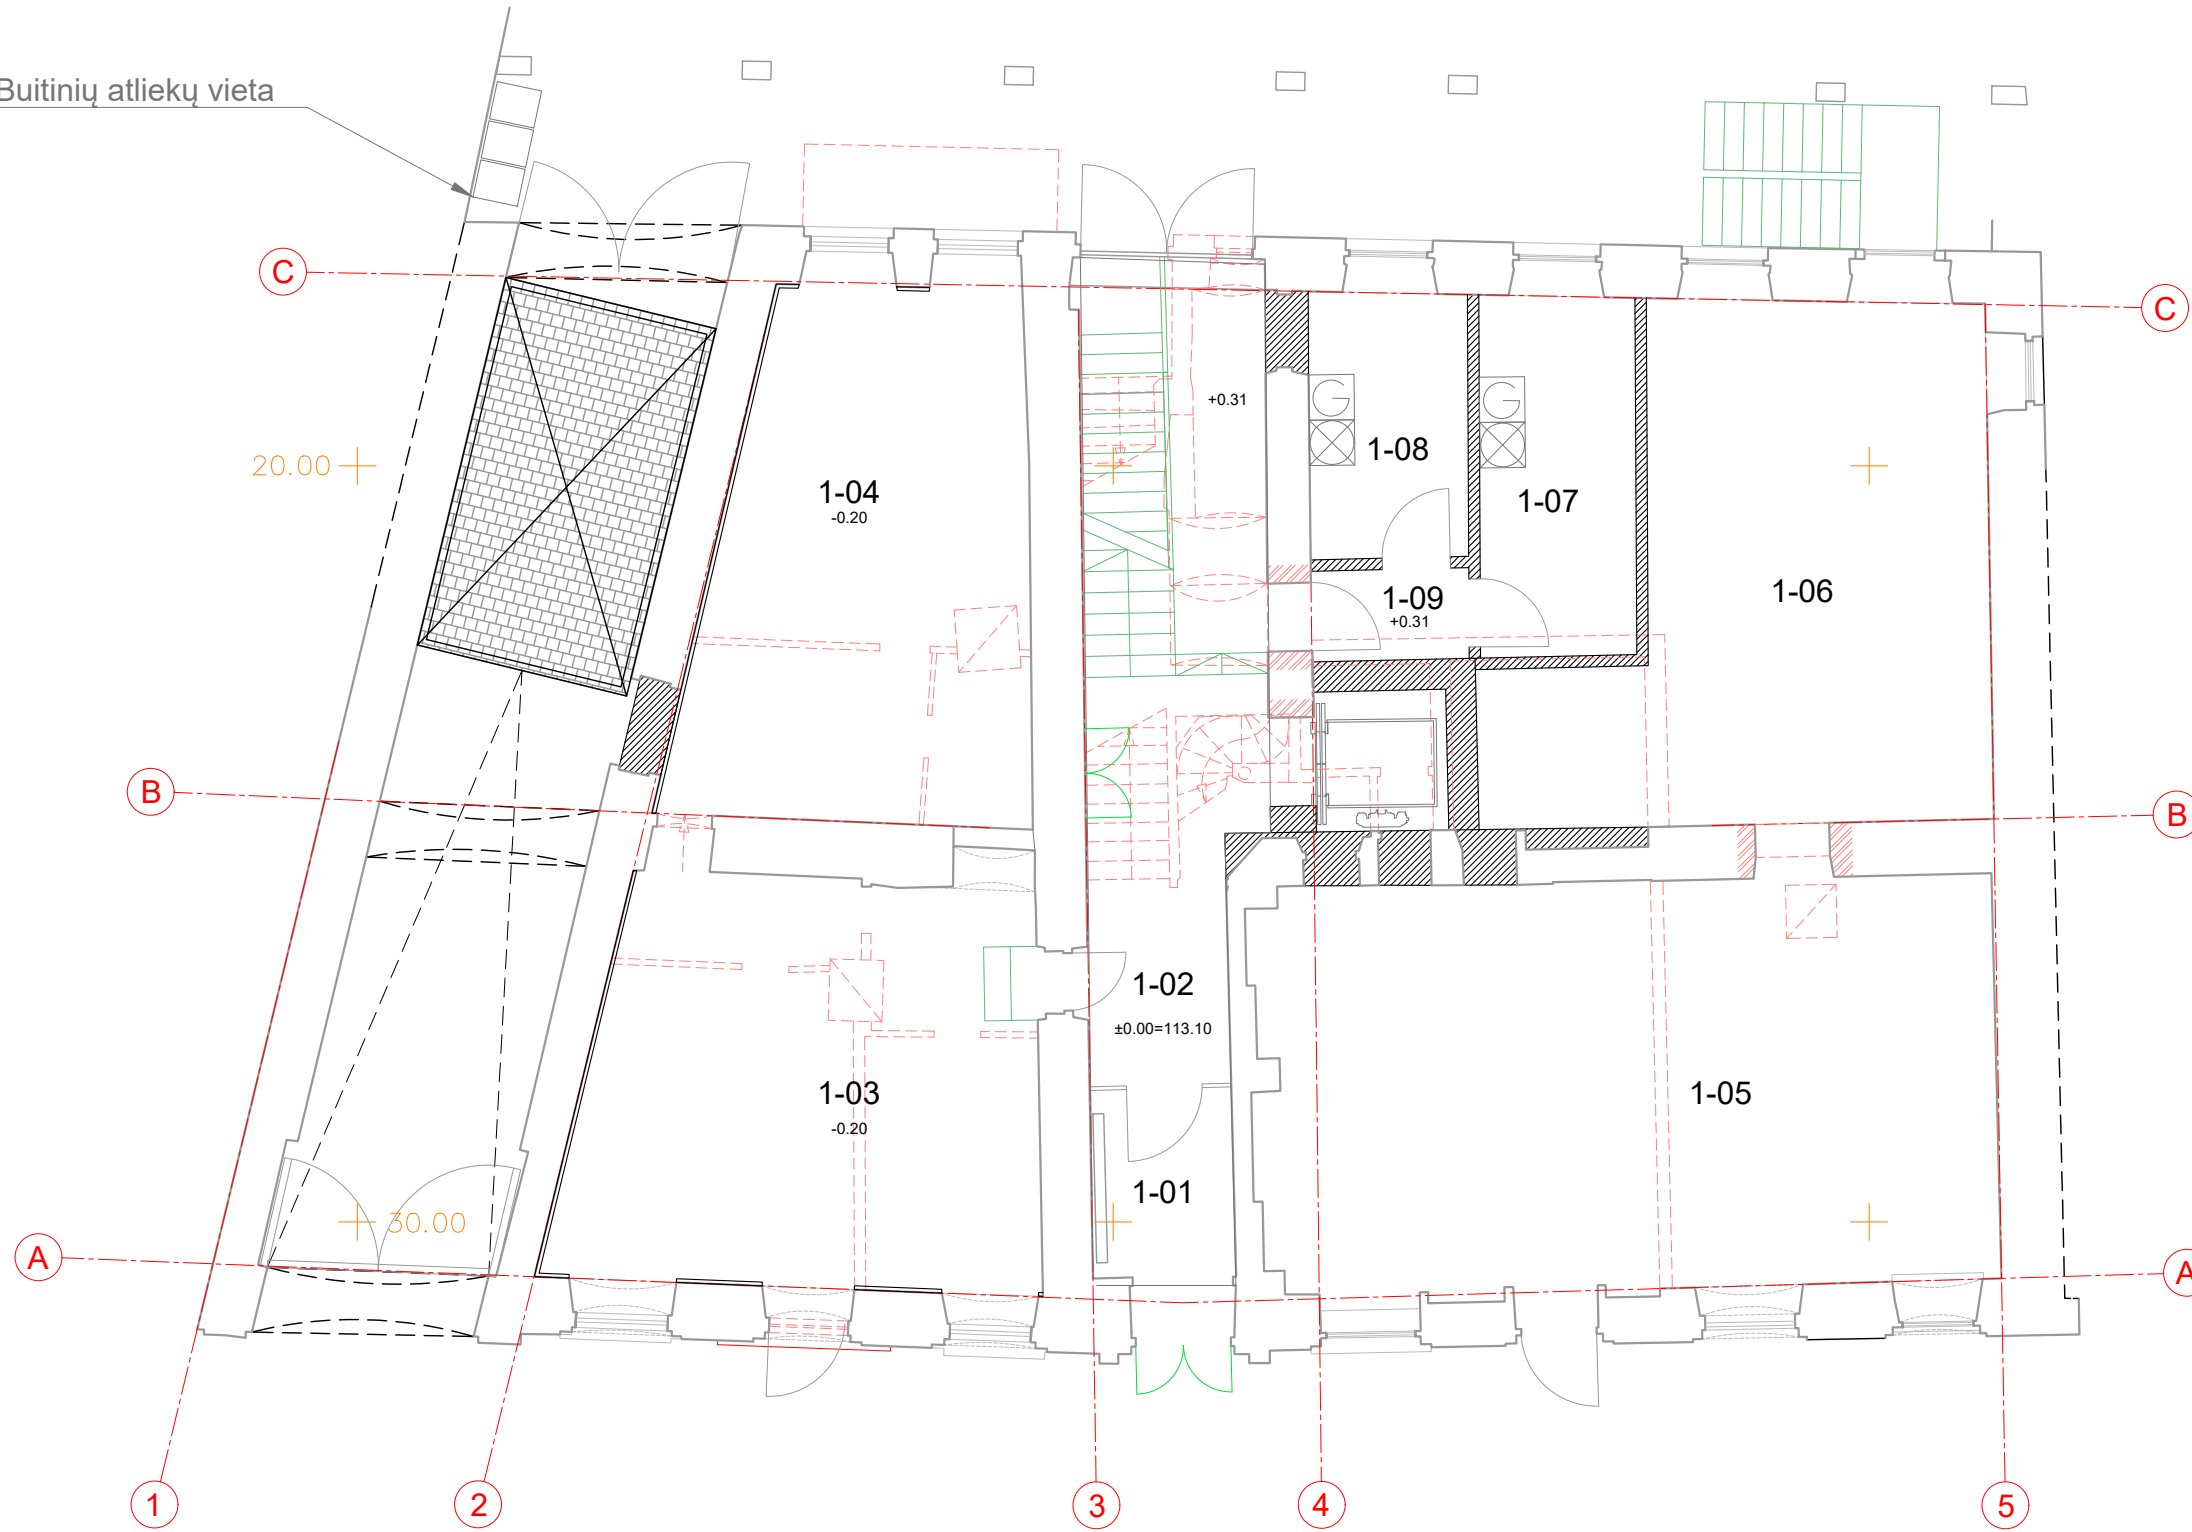 Buitinių atliekų vieta
C
C
+0.31
1-08
20.00
1-04
-0.20
1-07
1-06
1-09
+0.31
B
B
1-02
±0.00=113.10
1-03
-0.20
1-05
1-01
30.00
A
A
1
2
3
4
5
G
G